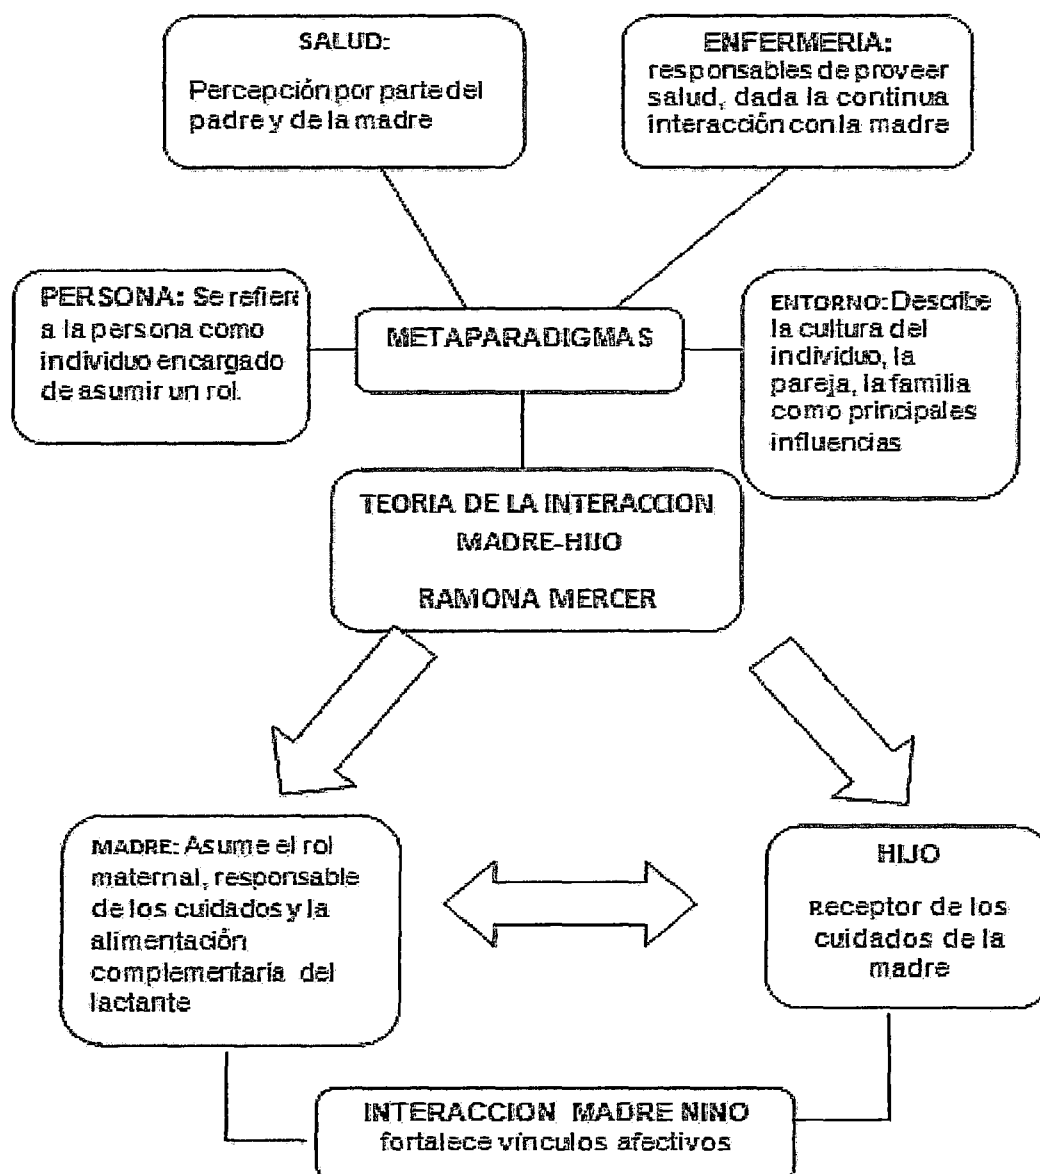 SALUD:
Percepción por parte del
padre y de la madre
ENFERMERIA:
responsables de proveer
salud, dada la continua
interacción con la madre
PERSONA: Se refiere
a la persona como
individuo encargado
de asumir un rol.
METAPARADIGMAS
ENTORNO: Describe
la cultura del
individuo, la
pareja, la familia
como principales
influencias
TEORIA DE LA INTERACCION
MADRE-HIJO
RAMONA MERCER
MADRE: Asume el rol
maternal, responsable
de los cuidados y la
alimentación
complementaría del
lactante
HIJO
Receptor de los
cuidados de la
madre
INTERACCION MADRE NINO
fortalece vínculos afectivos